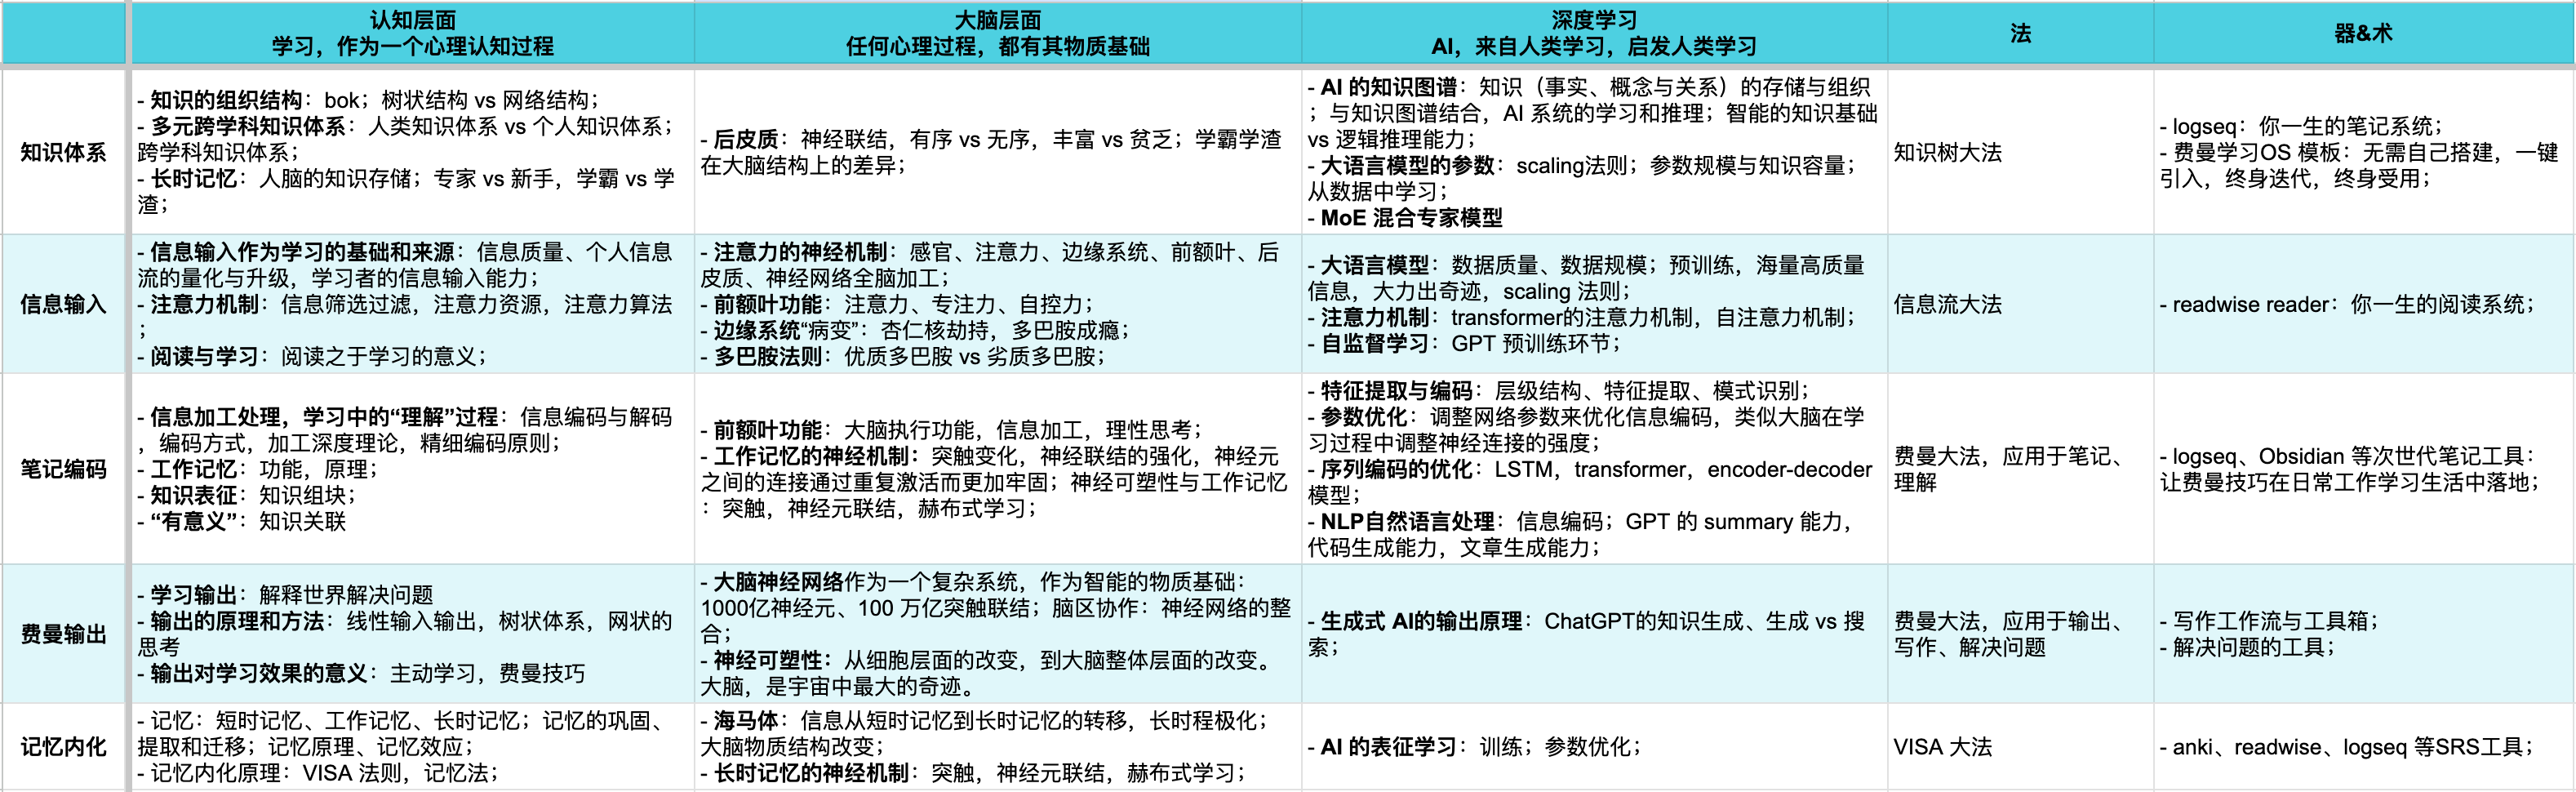 认知层面
学习，作为一个心理认知过程
大脑层面
任何心理过程，都有其物质基础
深度学习
AI，来自人类学习，启发人类学习
法
器&术
知识体系
- 知识的组织结构：bok；树状结构 vs 网络结构；
- 多元跨学科知识体系：人类知识体系 vs 个人知识体系；
跨学科知识体系；
- 长时记忆：人脑的知识存储；专家 vs 新手，学霸 vs 学
渣；
- 后皮质：神经联结，有序 vs 无序，丰富 vs 贫乏；学霸学渣
在大脑结构上的差异；
- AI 的知识图谱：知识（事实、概念与关系）的存储与组织
；与知识图谱结合，AI 系统的学习和推理；智能的知识基础
vs 逻辑推理能力；
- 大语言模型的参数：scaling法则；参数规模与知识容量；
从数据中学习；
- MoE 混合专家模型
知识树大法
- logseq：你一生的笔记系统；
- 费曼学习OS 模板：无需自己搭建，一键
引入，终身迭代，终身受用；
信息输入
- 信息输入作为学习的基础和来源：信息质量、个人信息
流的量化与升级，学习者的信息输入能力；
- 注意力机制：信息筛选过滤，注意力资源，注意力算法
；
- 阅读与学习：阅读之于学习的意义；
- 注意力的神经机制：感官、注意力、边缘系统、前额叶、后
皮质、神经网络全脑加工；
- 前额叶功能：注意力、专注力、自控力；
- 边缘系统“病变”：杏仁核劫持，多巴胺成瘾；
- 多巴胺法则：优质多巴胺 vs 劣质多巴胺；
- 大语言模型：数据质量、数据规模；预训练，海量高质量
信息，大力出奇迹，scaling 法则；
- 注意力机制：transformer的注意力机制，自注意力机制；
- 自监督学习：GPT 预训练环节；
信息流大法
- readwise reader：你一生的阅读系统；
笔记编码
- 信息加工处理，学习中的“理解”过程：信息编码与解码
，编码方式，加工深度理论，精细编码原则；
- 工作记忆：功能，原理；
- 知识表征：知识组块；
- “有意义”：知识关联
- 前额叶功能：大脑执行功能，信息加工，理性思考；
- 工作记忆的神经机制：突触变化，神经联结的强化，神经元
之间的连接通过重复激活而更加牢固；神经可塑性与工作记忆
：突触，神经元联结，赫布式学习；
- 特征提取与编码：层级结构、特征提取、模式识别；
- 参数优化：调整网络参数来优化信息编码，类似大脑在学
习过程中调整神经连接的强度；
- 序列编码的优化：LSTM，transformer，encoder-decoder
模型；
- NLP自然语言处理：信息编码；GPT 的 summary 能力，
代码生成能力，文章生成能力；
费曼大法，应用于笔记、
理解
- logseq、Obsidian 等次世代笔记工具：
让费曼技巧在日常工作学习生活中落地；
费曼输出
- 学习输出：解释世界解决问题
- 输出的原理和方法：线性输入输出，树状体系，网状的
思考
- 输出对学习效果的意义：主动学习，费曼技巧
- 大脑神经网络作为一个复杂系统，作为智能的物质基础：
1000亿神经元、100 万亿突触联结；脑区协作：神经网络的整
合；
- 神经可塑性：从细胞层面的改变，到大脑整体层面的改变。
大脑，是宇宙中最大的奇迹。
- 生成式 AI的输出原理：ChatGPT的知识生成、生成 vs 搜
索；
费曼大法，应用于输出、
写作、解决问题
- 写作工作流与工具箱；
- 解决问题的工具；
记忆内化
- 记忆：短时记忆、工作记忆、长时记忆；记忆的巩固、
提取和迁移；记忆原理、记忆效应；
- 记忆内化原理：VISA 法则，记忆法；
- 海马体：信息从短时记忆到长时记忆的转移，长时程极化；
大脑物质结构改变；
- 长时记忆的神经机制：突触，神经元联结，赫布式学习；
- AI 的表征学习：训练；参数优化；
VISA 大法
- anki、readwise、logseq 等SRS工具；